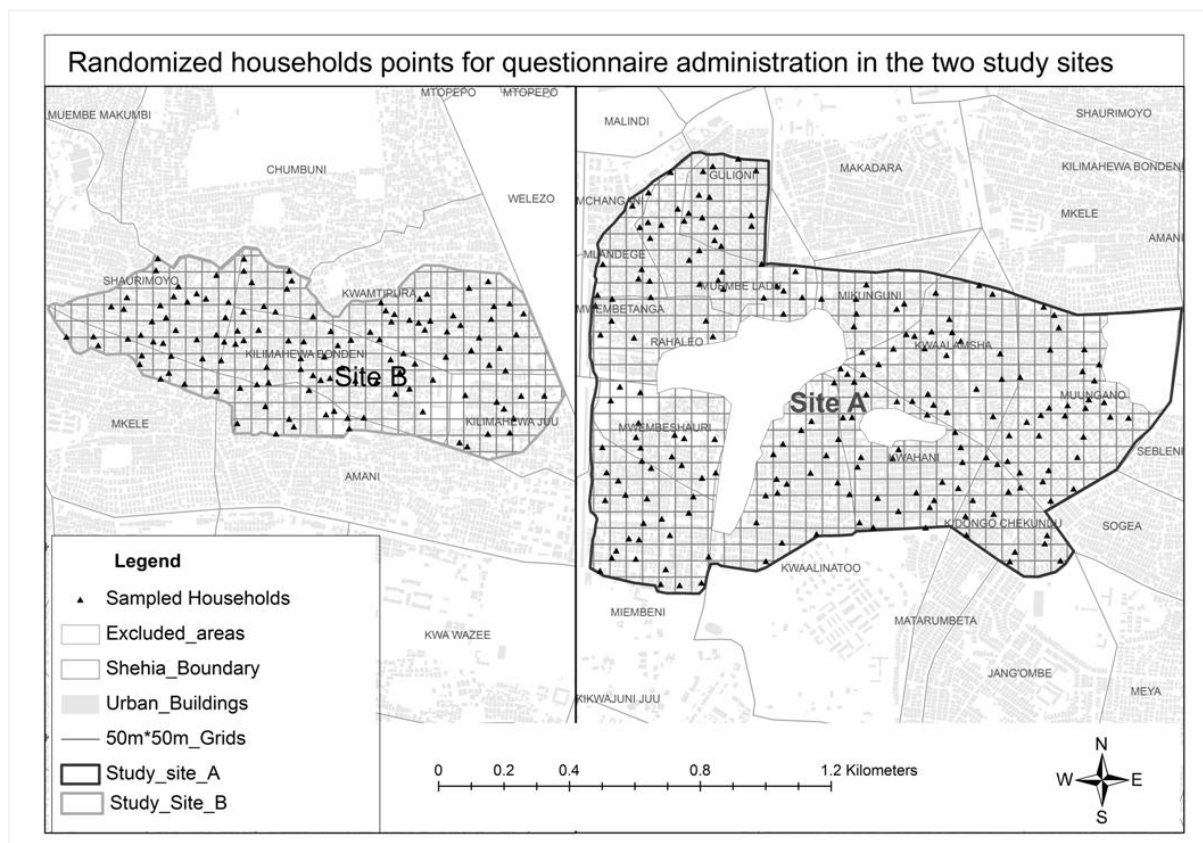 Randomized households points for questionnaire administration in the two study sites
MTOPEPO
MTOPEPO
MUEMBE MAKUMBI
CHUMBUNI
WELEZO
SHAURIMOYO
KWAMTIPURA
KILIMAHEWA BONDENI
Site B
KILIMAHEWA JUU
MKELE
AMANI
KWA WAZEE
MALINDI
SHAURIMOYO
GULIONI
MAKADARA
KILIMAHEWA BONDENI
MCHANGANI
MKELE
AMANI
MLANDEGE
MUEMBE LADU
MIKUNGUNI
MWEMBETANGA
RAHALEO
KWAALAMSHA
Site A
MUUNGANO
MWEMBESHAURI
KWAHANI
SEBLENI
KIDONGO CHEKUNDU
SOGEA
KWAALINATOO
MIEMBENI
MATARUMBETA
JANG'OMBE
KIKWAJUNI JUU
MEYA
Legend
Sampled Households
Excluded_areas
Shehia_Boundary
Urban_Buildings
50m*50m_Grids
Study_site_A
Study_Site_B
0 0.2 0.4 0.8 1.2 Kilometers
N
W E
S